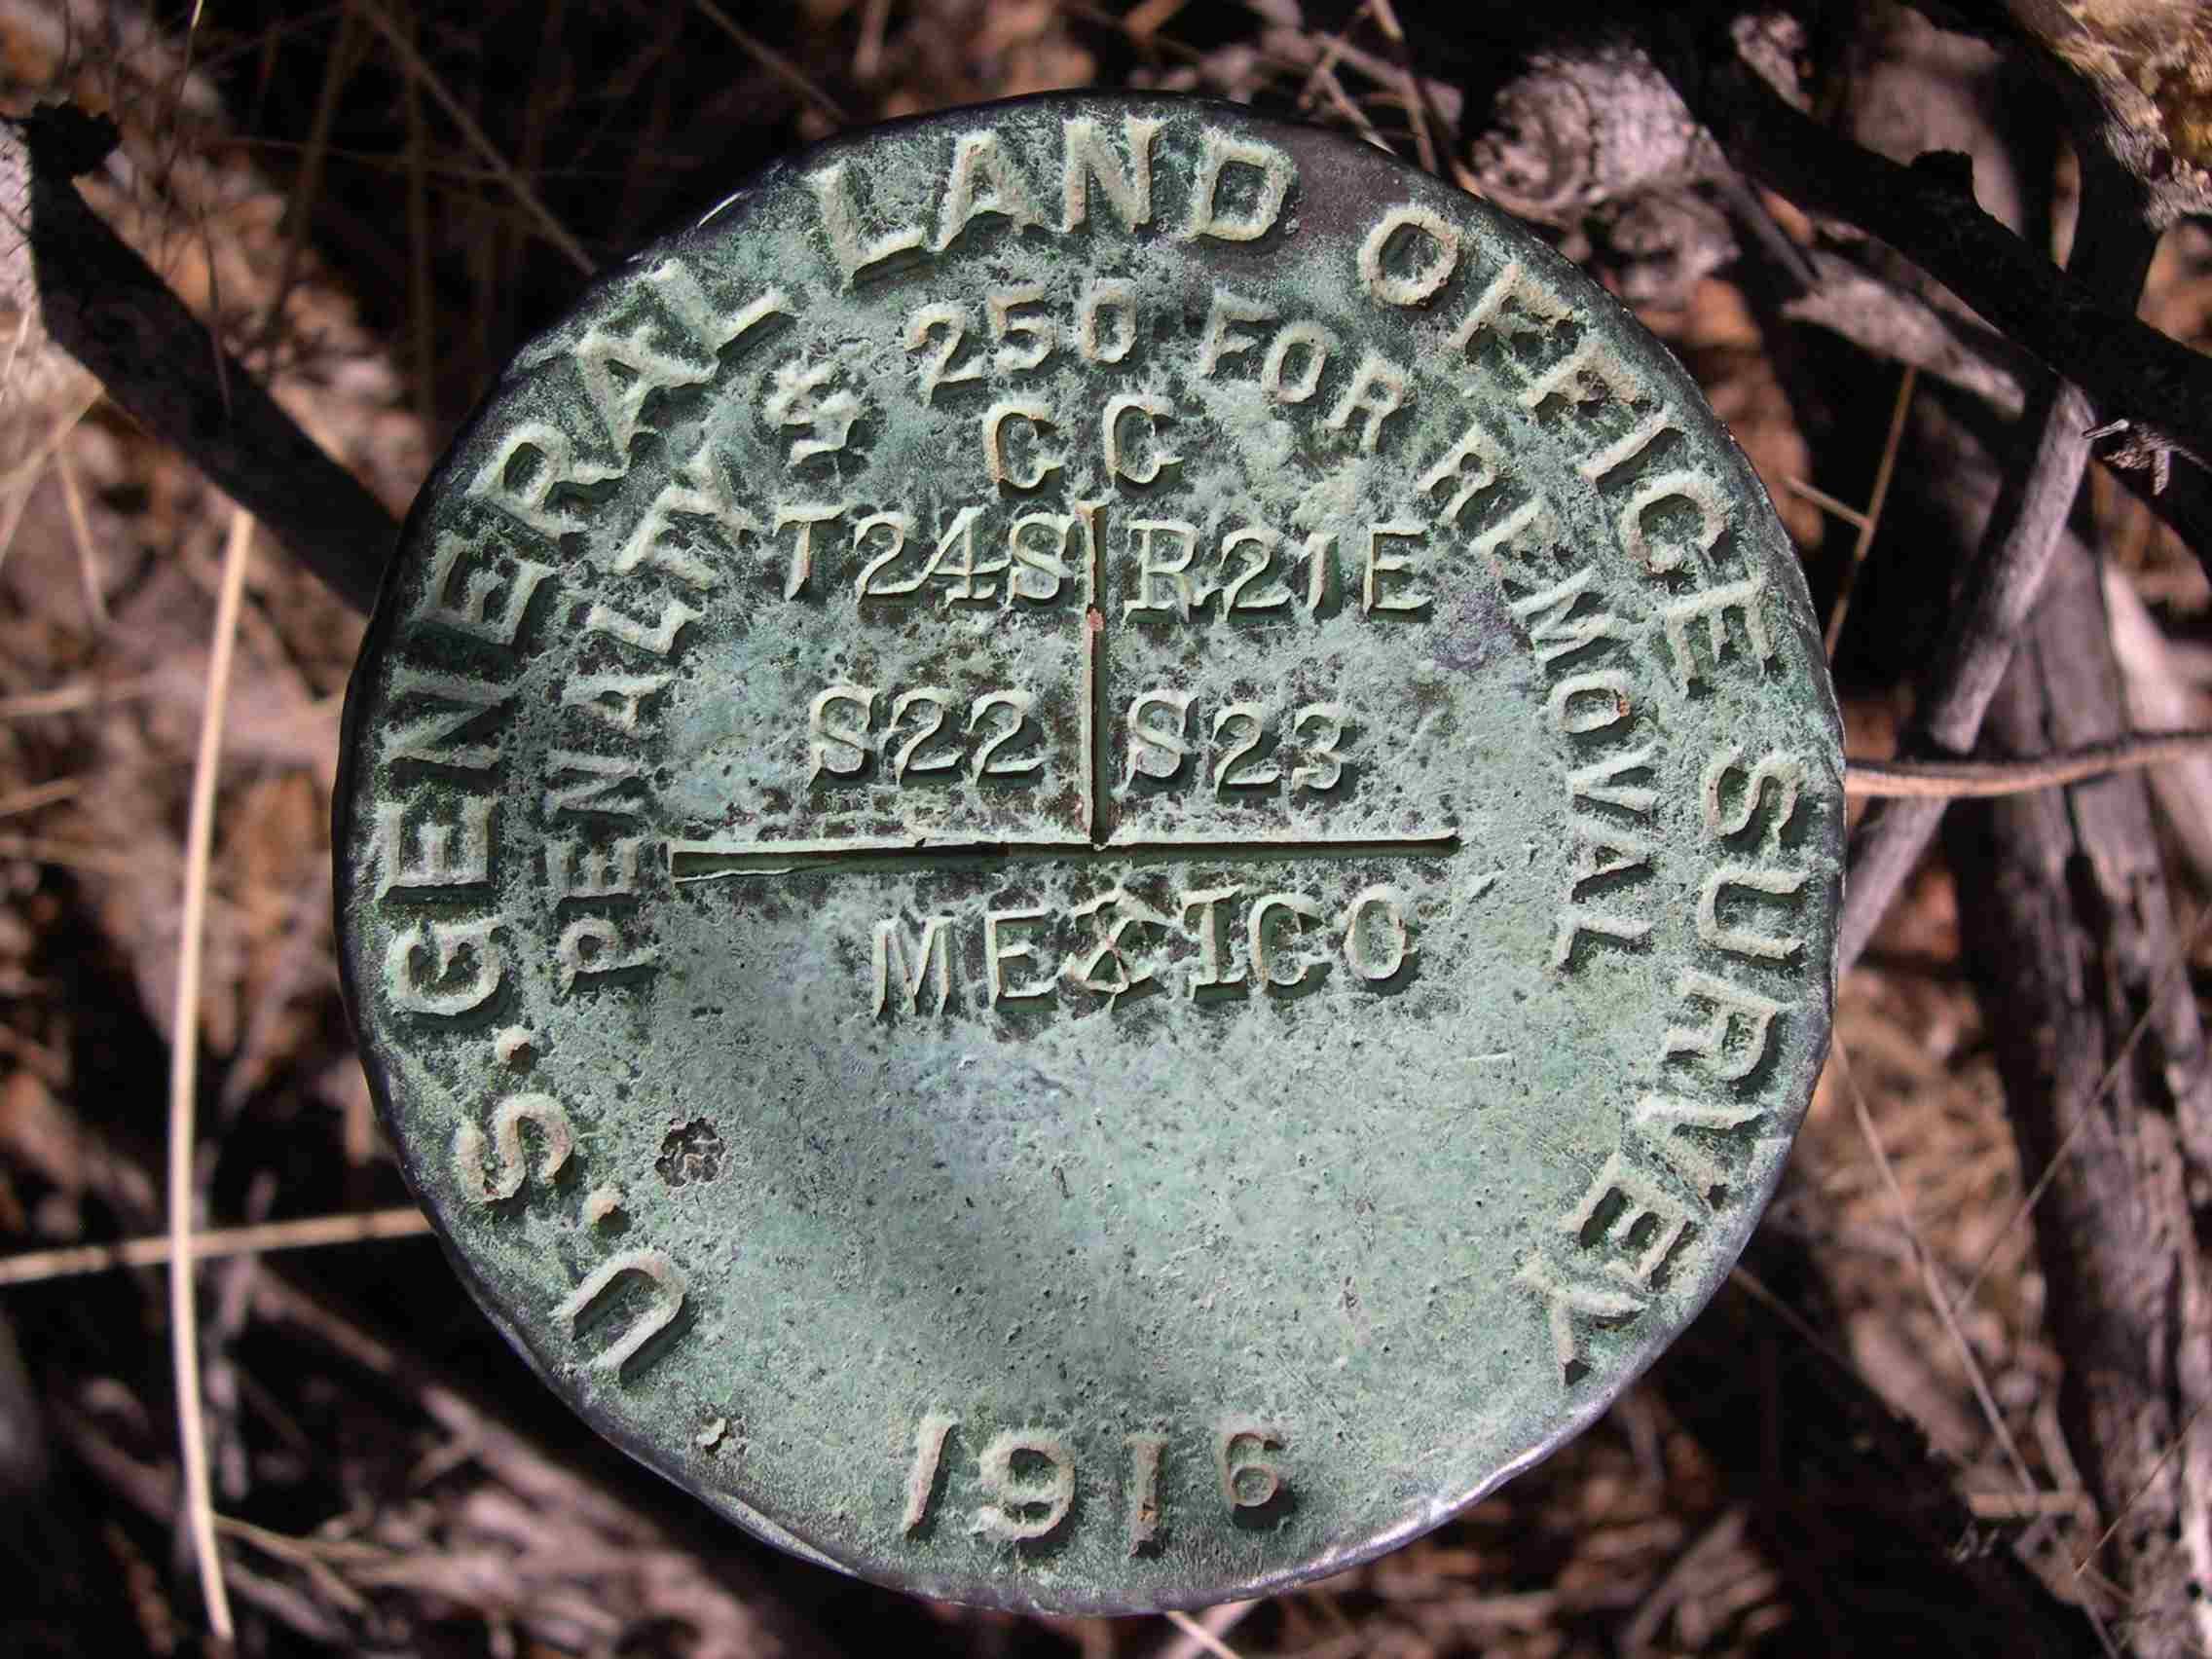 U.S. GENERAL LAND OFFICE SURVEY
PENALTY $ 250 FOR REMOVAL
CC
T24S R21E
S22 S23
MEXICO
1916